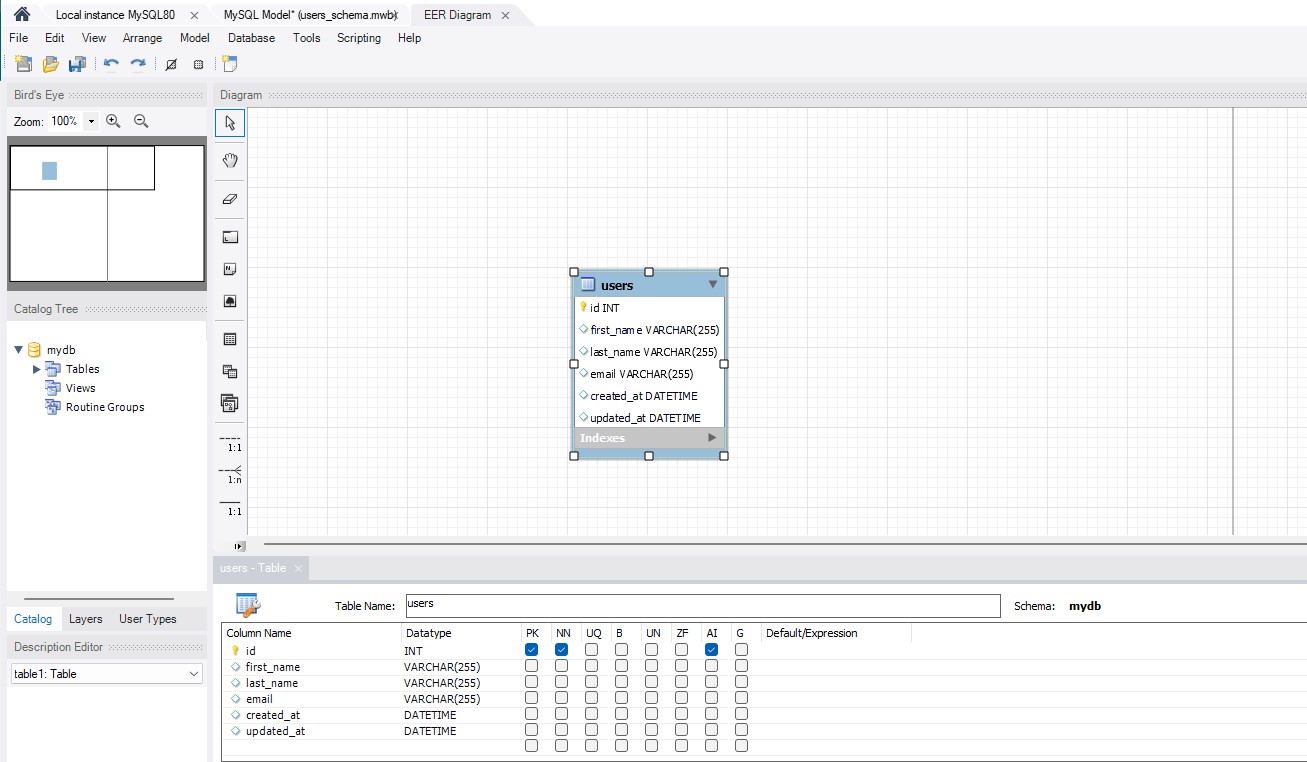 Local instance MySQL80 MySQL Model* (users_schema.mwb) EER Diagram
File Edit View Arrange Model Database Tools Scripting Help
Bird's Eye
Zoom: 100%
Catalog Tree
mydb
Tables
Views
Routine Groups
Catalog Layers User Types
Description Editor
table1: Table
Diagram
1:1
1:n
1:1
users
id INT
first_name VARCHAR(255)
last_name VARCHAR(255)
email VARCHAR(255)
created_at DATETIME
updated_at DATETIME
Indexes
users - Table
Table Name: users Schema: mydb
Column Name Datatype PK NN UQ B UN ZF AI G Default/Expression
id INT
first_name VARCHAR(255)
last_name VARCHAR(255)
email VARCHAR(255)
created_at DATETIME
updated_at DATETIME